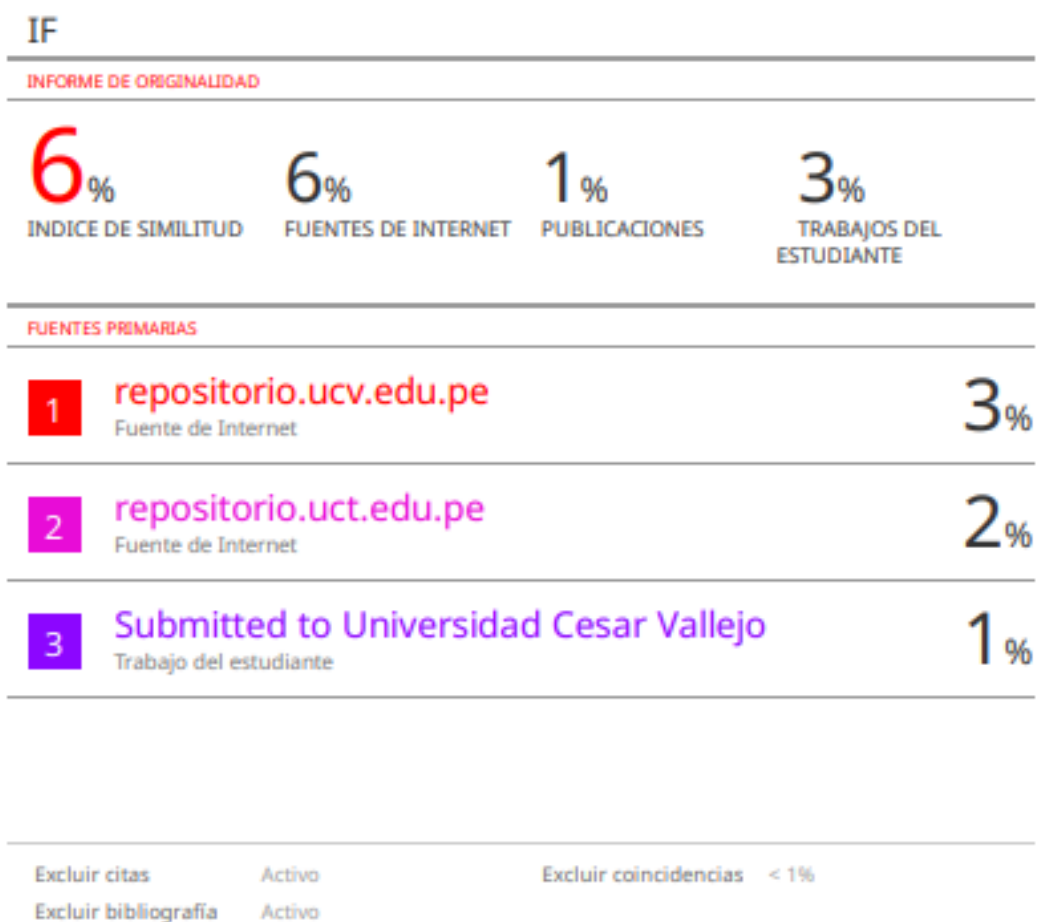 IF
INFORME DE ORIGINALIDAD
6% 6% 1% 3%
INDICE DE SIMILITUD FUENTES DE INTERNET PUBLICACIONES TRABAJOS DEL
ESTUDIANTE
FUENTES PRIMARIAS
1 repositorio.ucv.edu.pe 3%
Fuente de Internet
2 repositorio.uct.edu.pe 2%
Fuente de Internet
3 Submitted to Universidad Cesar Vallejo 1%
Trabajo del estudiante
Excluir citas Activo Excluir coincidencias < 1%
Excluir bibliografía Activo